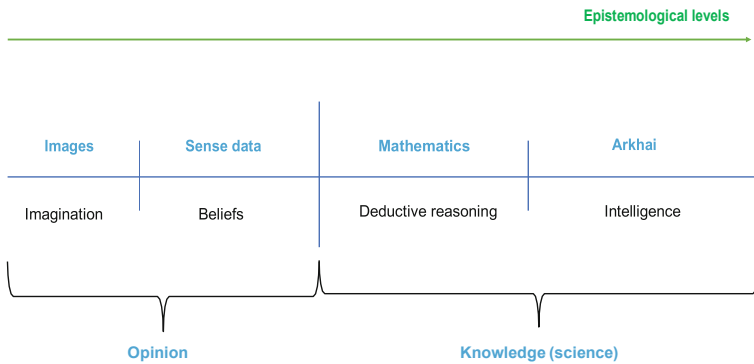 Epistemological levels
Images
Sense data
Mathematics
Arkhai
Imagination
Beliefs
Deductive reasoning
Intelligence
Opinion
Knowledge (science)